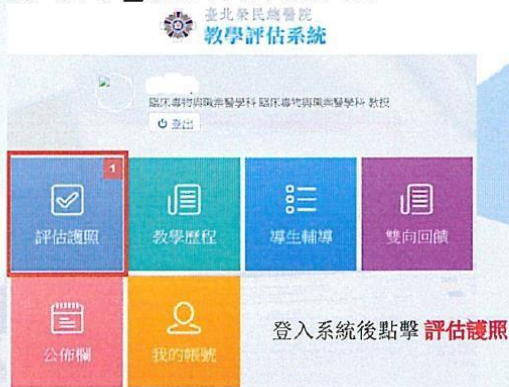 臺北榮民總醫院
教學評估系統
臨床毒物與職業醫學科 臨床毒物與職業醫學科 教授
登出
1
評估護照
教學歷程
導生輔導
雙向回饋
公佈欄
我的帳號
登入系統後點擊 評估護照